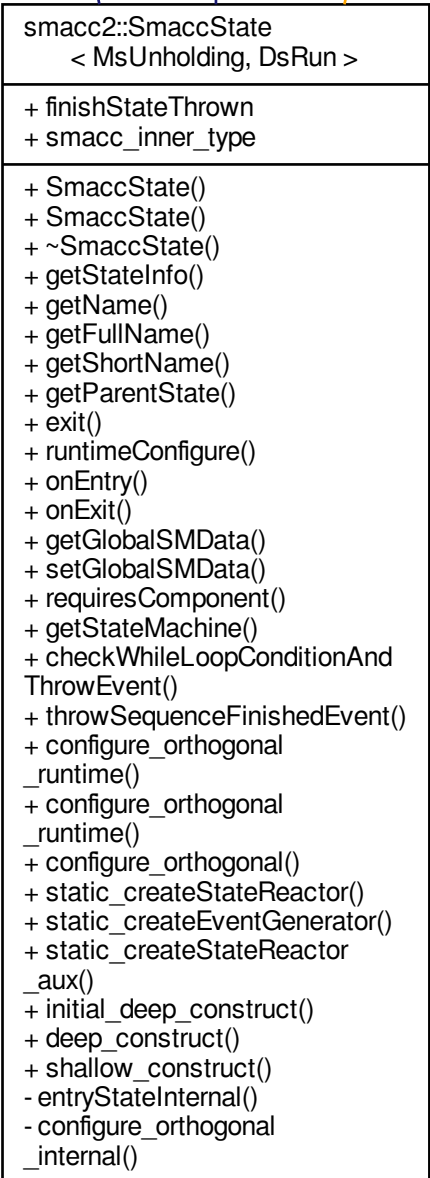 smacc2::SmaccState
< MsUnholding, DsRun >
+ finishStateThrown
+ smacc_inner_type
+ SmaccState()
+ SmaccState()
+ ~SmaccState()
+ getStateInfo()
+ getName()
+ getFullName()
+ getShortName()
+ getParentState()
+ exit()
+ runtimeConfigure()
+ onEntry()
+ onExit()
+ getGlobalSMData()
+ setGlobalSMData()
+ requiresComponent()
+ getStateMachine()
+ checkWhileLoopConditionAnd
ThrowEvent()
+ throwSequenceFinishedEvent()
+ configure_orthogonal
_runtime()
+ configure_orthogonal
_runtime()
+ configure_orthogonal()
+ static_createStateReactor()
+ static_createEventGenerator()
+ static_createStateReactor
_aux()
+ initial_deep_construct()
+ deep_construct()
+ shallow_construct()
- entryStateInternal()
- configure_orthogonal
_internal()